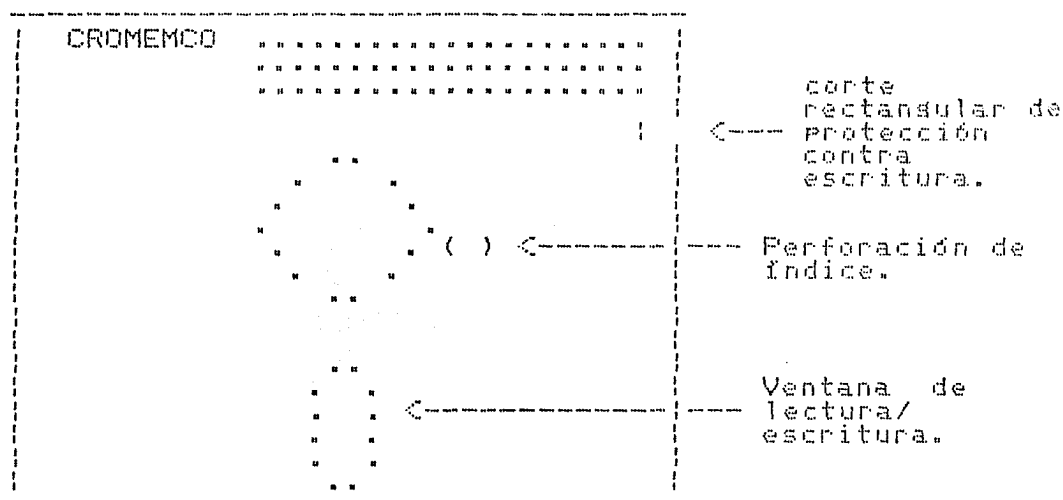 CROMEMCO
corte
rectangular de
protección
contra
escritura.
Perforación de
índice.
Ventana de
lectura/
escritura.